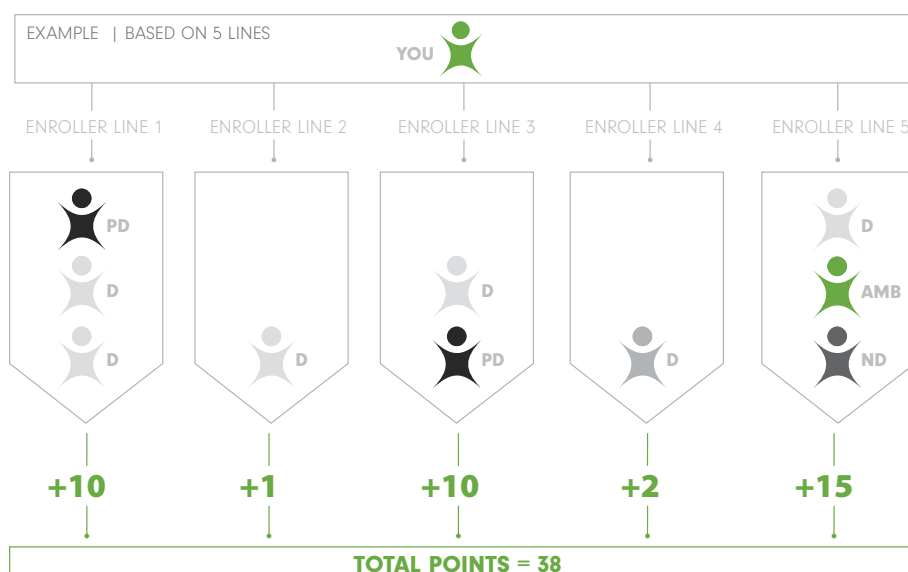 EXAMPLE | BASED ON 5 LINES
YOU
ENROLLER LINE 1
ENROLLER LINE 2
ENROLLER LINE 3
ENROLLER LINE 4
ENROLLER LINE 5
PD
D
D
D
D
PD
D
D
AMB
ND
+10
+1
+10
+2
+15
TOTAL POINTS = 38